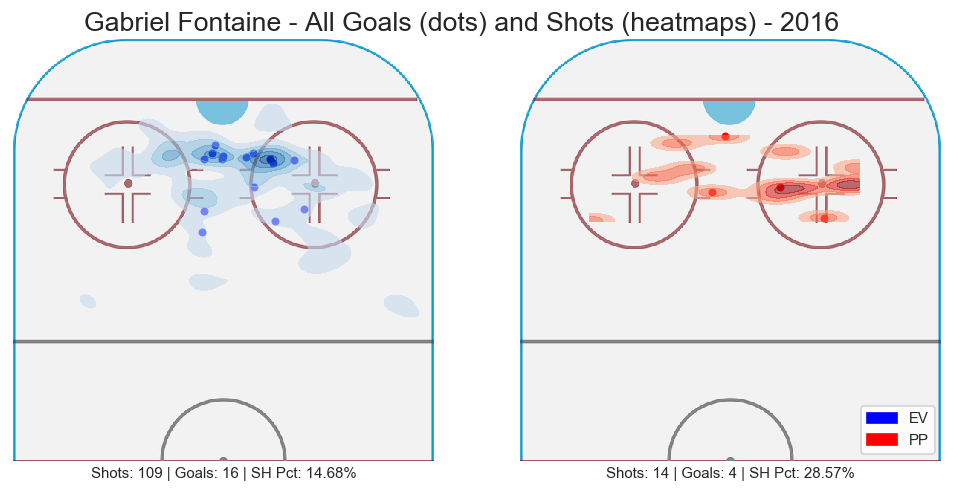 Gabriel Fontaine - All Goals (dots) and Shots (heatmaps) - 2016
EV
PP
Shots: 109 | Goals: 16 | SH Pct: 14.68%
Shots: 14 | Goals: 4 | SH Pct: 28.57%